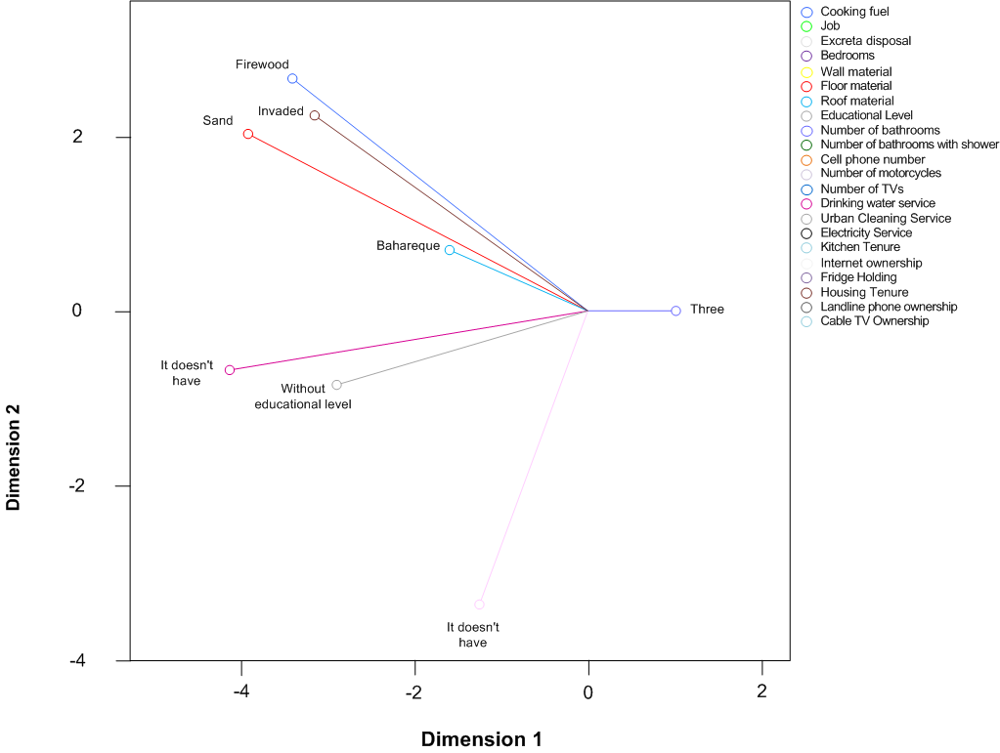 Firewood
Invaded
Sand
Bahareque
Three
It doesn't
have
Without
educational level
It doesn't
have
2
0
-2
-4
-4
-2
0
2
Dimension 2
Dimension 1
Cooking fuel
Job
Excreta disposal
Bedrooms
Wall material
Floor material
Roof material
Educational Level
Number of bathrooms
Number of bathrooms with shower
Cell phone number
Number of motorcycles
Number of TVs
Drinking water service
Urban Cleaning Service
Electricity Service
Kitchen Tenure
Internet ownership
Fridge Holding
Housing Tenure
Landline phone ownership
Cable TV Ownership